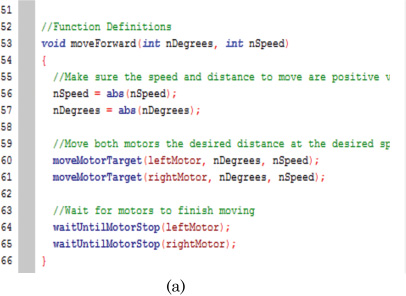 51
52 //Function Definitions
53 void moveForward(int nDegrees, int nSpeed)
54 {
55 //Make sure the speed and distance to move are positive
56 nSpeed = abs(nSpeed);
57 nDegrees = abs(nDegrees);
58
59 //Move both motors the desired distance at the desired
60 moveMotorTarget(leftMotor, nDegrees, nSpeed);
61 moveMotorTarget(rightMotor, nDegrees, nSpeed);
62
63 //Wait for motors to finish moving
64 waitUntilMotorStop(leftMotor);
65 waitUntilMotorStop(rightMotor);
66 }
(a)